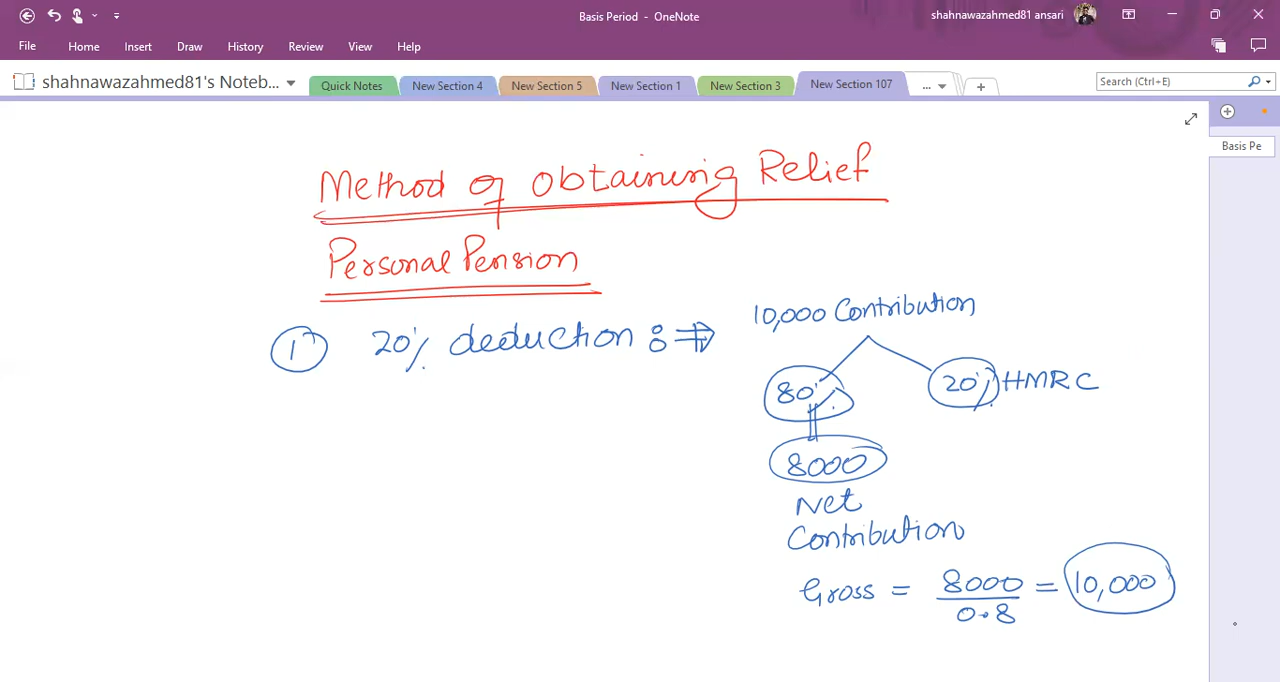 Basis Period - OneNote
shahnawazahmed81 ansari
File Home Insert Draw History Review View Help
shahnawazahmed81's Noteb... Quick Notes New Section 4 New Section 5 New Section 1 New Section 3 New Section 107 ... +
Search (Ctrl+E)
Basis Pe
Method of Obtaining Relief
Personal Pension
1 20% deduction : ⇒ 10,000 Contribution
80% 20% HMRC
8000
Net
Contribution
Gross = 8000 / 0.8 = 10,000